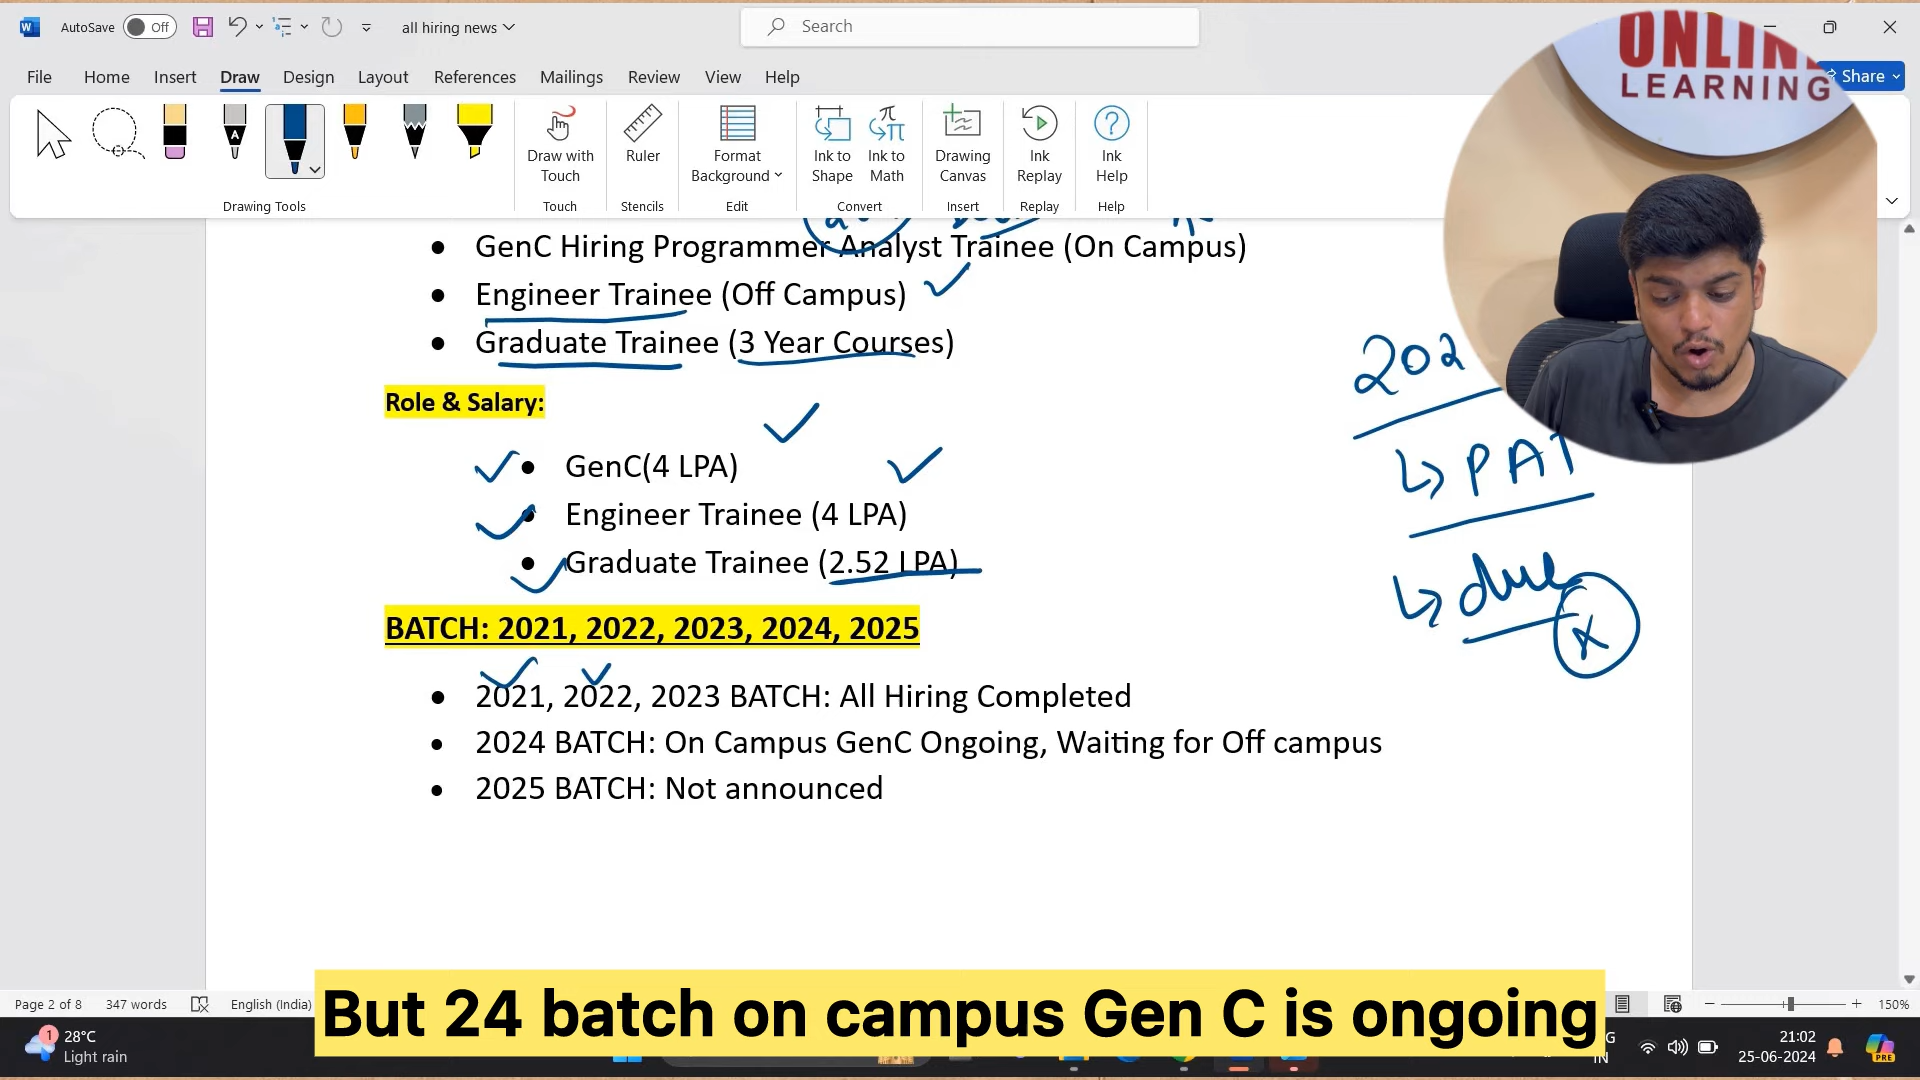 AutoSave Off all hiring news Search
ONLINE
LEARNING
File Home Insert Draw Design Layout References Mailings Review View Help Share
A
Draw with Touch Ruler Format Background Ink to Shape Ink to Math Drawing Canvas Ink Replay Ink Help
Drawing Tools Touch Stencils Edit Convert Insert Replay Help
• GenC Hiring Programmer Analyst Trainee (On Campus)
• Engineer Trainee (Off Campus)
• Graduate Trainee (3 Year Courses)
202
PAT
due
x
Role & Salary:
• GenC(4 LPA)
• Engineer Trainee (4 LPA)
• Graduate Trainee (2.52 LPA)
BATCH: 2021, 2022, 2023, 2024, 2025
• 2021, 2022, 2023 BATCH: All Hiring Completed
• 2024 BATCH: On Campus GenC Ongoing, Waiting for Off campus
• 2025 BATCH: Not announced
Page 2 of 8 347 words English (India) 150%
But 24 batch on campus Gen C is ongoing
1 28°C
Light rain
IN
21:02
25-06-2024
PRE